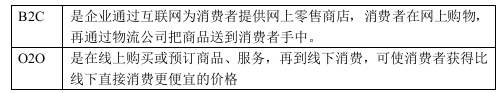 B2C 是企业通过互联网为消费者提供网上零售商店，消费者在网上购物，
再通过物流公司把商品送到消费者手中。
O2O 是在线上购买或预订商品、服务，再到线下消费，可使消费者获得比
线下直接消费更便宜的价格